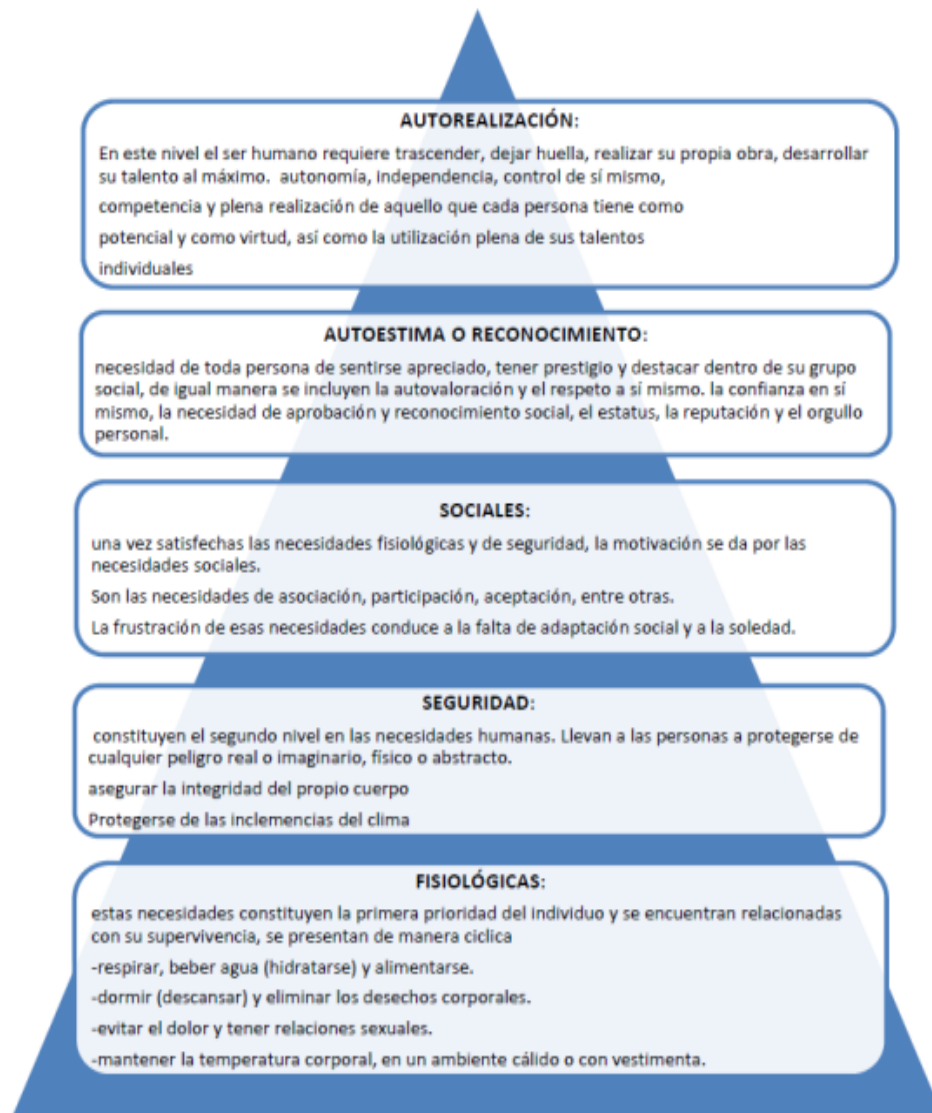 AUTOREALIZACIÓN:
En este nivel el ser humano requiere trascender, dejar huella, realizar su propia obra, desarrollar
su talento al máximo.  autonomía, independencia, control de sí mismo,
competencia y plena realización de aquello que cada persona tiene como
potencial y como virtud, así como la utilización plena de sus talentos
individuales
AUTOESTIMA O RECONOCIMIENTO:
necesidad de toda persona de sentirse apreciado, tener prestigio y destacar dentro de su grupo
social, de igual manera se incluyen la autovaloración y el respeto a sí mismo. la confianza en sí
mismo, la necesidad de aprobación y reconocimiento social, el estatus, la reputación y el orgullo
personal.
SOCIALES:
una vez satisfechas las necesidades fisiológicas y de seguridad, la motivación se da por las
necesidades sociales.
Son las necesidades de asociación, participación, aceptación, entre otras.
La frustración de esas necesidades conduce a la falta de adaptación social y a la soledad.
SEGURIDAD:
constituyen el segundo nivel en las necesidades humanas. Llevan a las personas a protegerse de
cualquier peligro real o imaginario, físico o abstracto.
asegurar la integridad del propio cuerpo
Protegerse de las inclemencias del clima
FISIOLÓGICAS:
estas necesidades constituyen la primera prioridad del individuo y se encuentran relacionadas
con su supervivencia, se presentan de manera ciclica
-respirar, beber agua (hidratarse) y alimentarse.
-dormir (descansar) y eliminar los desechos corporales.
-evitar el dolor y tener relaciones sexuales.
-mantener la temperatura corporal, en un ambiente cálido o con vestimenta.